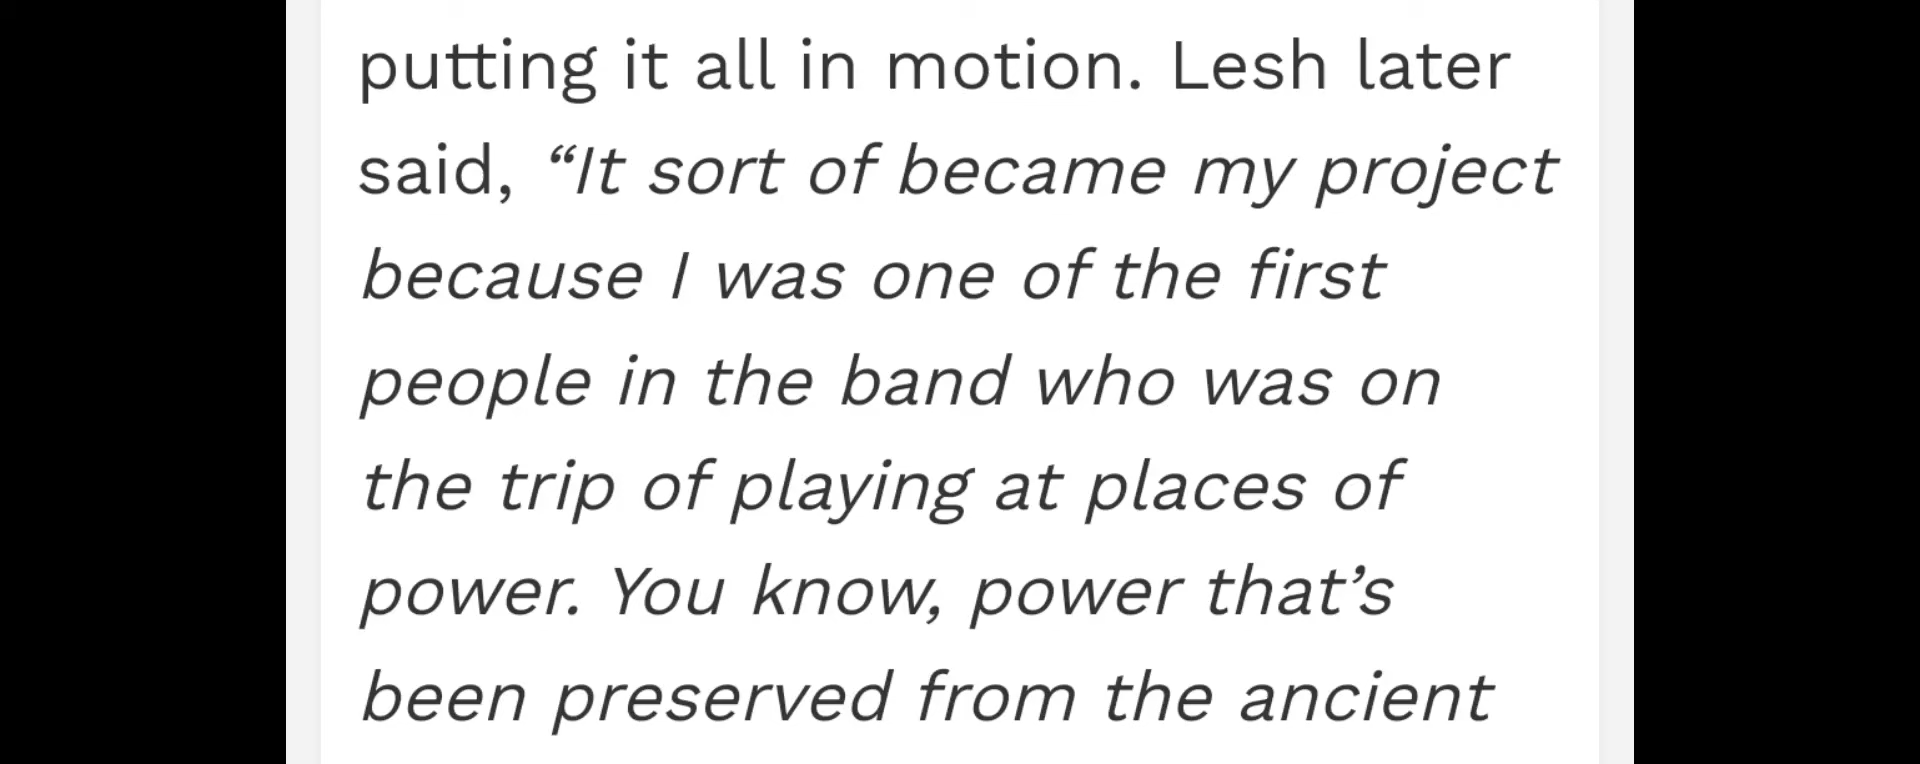 putting it all in motion. Lesh later
said, “It sort of became my project
because I was one of the first
people in the band who was on
the trip of playing at places of
power. You know, power that’s
been preserved from the ancient